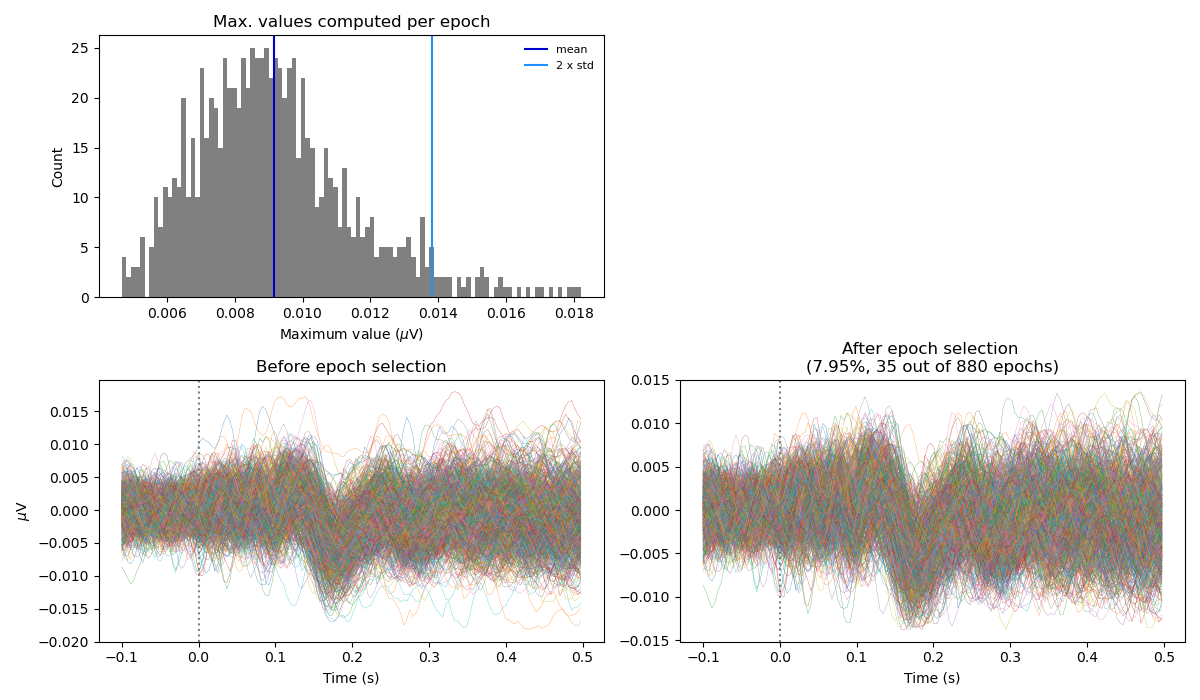 Max. values computed per epoch
mean
2 x std
25
20
15
10
5
0
Count
0.006 0.008 0.010 0.012 0.014 0.016 0.018
Maximum value (μV)
Before epoch selection
0.015
0.010
0.005
0.000
−0.005
−0.010
−0.015
−0.020
μV
−0.1 0.0 0.1 0.2 0.3 0.4 0.5
Time (s)
After epoch selection
(7.95%, 35 out of 880 epochs)
0.015
0.010
0.005
0.000
−0.005
−0.010
−0.015
−0.1 0.0 0.1 0.2 0.3 0.4 0.5
Time (s)